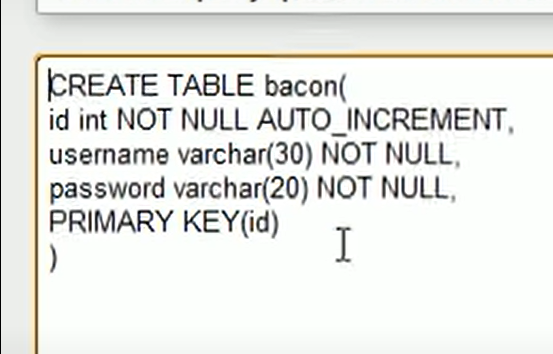 CREATE TABLE bacon(
id int NOT NULL AUTO_INCREMENT,
username varchar(30) NOT NULL,
password varchar(20) NOT NULL,
PRIMARY KEY(id)
)